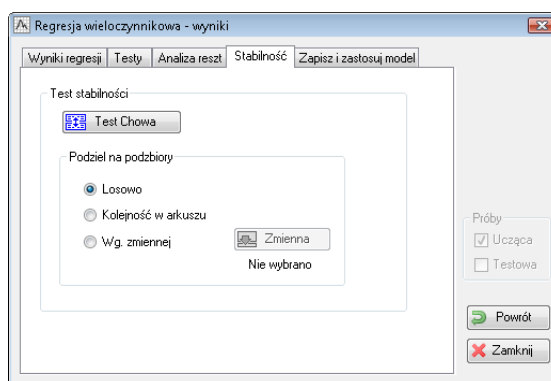 Regresja wieloczynnikowa - wyniki
Wyniki regresji Testy Analiza reszt Stabilność Zapisz i zastosuj model
Test stabilności
Test Chowa
Podziel na podzbiory
Losowo
Kolejność w arkuszu
Wg. zmiennej
Zmienna
Nie wybrano
Próby
Ucząca
Testowa
Powrót
Zamknij